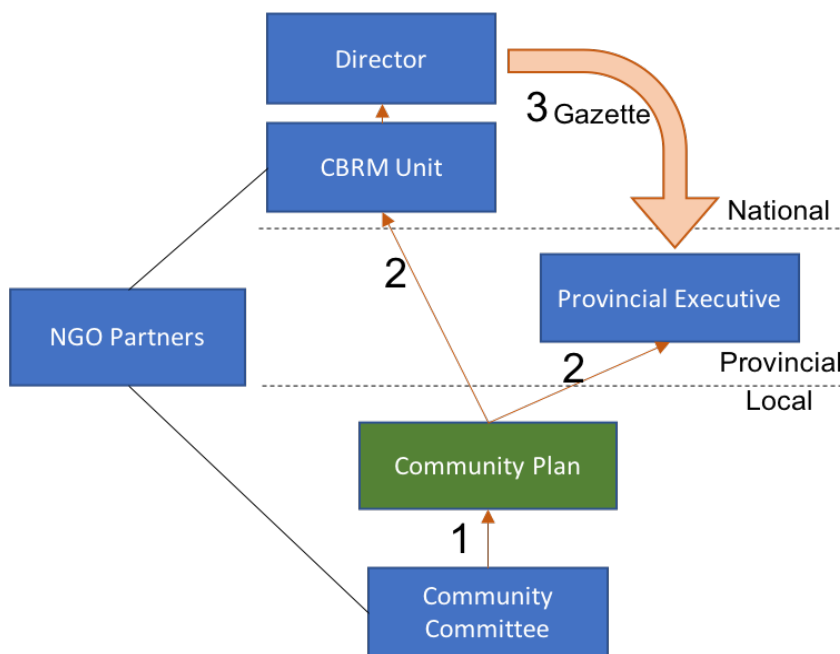 Director
3 Gazette
CBRM Unit
National
2
Provincial Executive
NGO Partners
2
Provincial
Local
Community Plan
1
Community
Committee